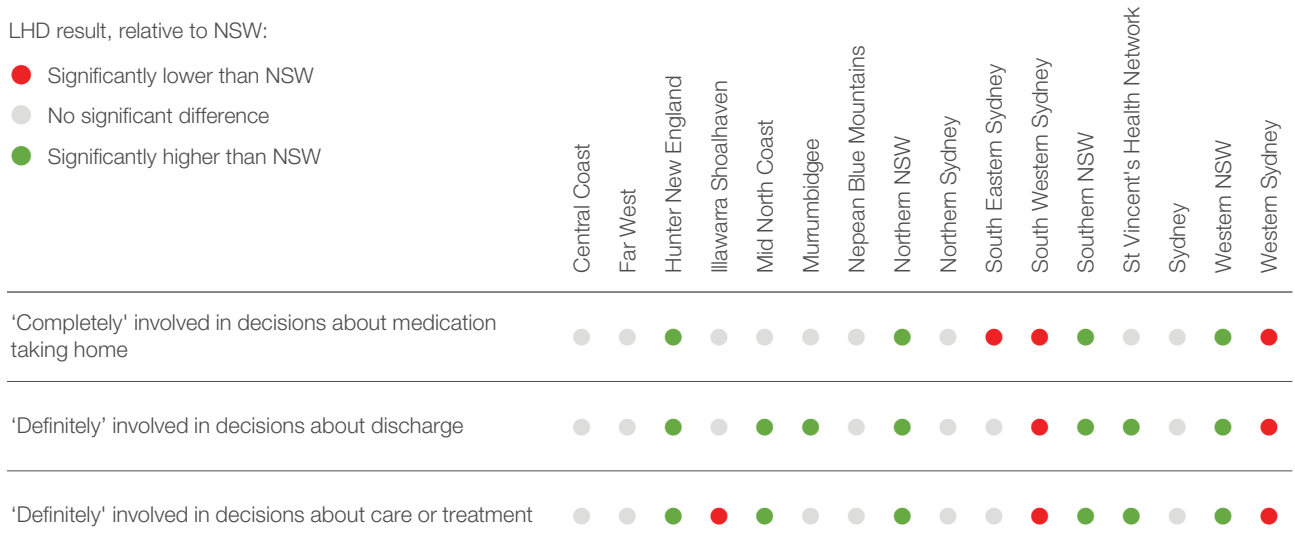 LHD result, relative to NSW:
Significantly lower than NSW
No significant difference
Significantly higher than NSW
Central Coast
Far West
Hunter New England
Illawarra Shoalhaven
Mid North Coast
Murrumbidgee
Nepean Blue Mountains
Northern NSW
Northern Sydney
South Eastern Sydney
South Western Sydney
Southern NSW
St Vincent's Health Network
Sydney
Western NSW
Western Sydney
‘Completely' involved in decisions about medication
taking home
‘Definitely’ involved in decisions about discharge
‘Definitely' involved in decisions about care or treatment